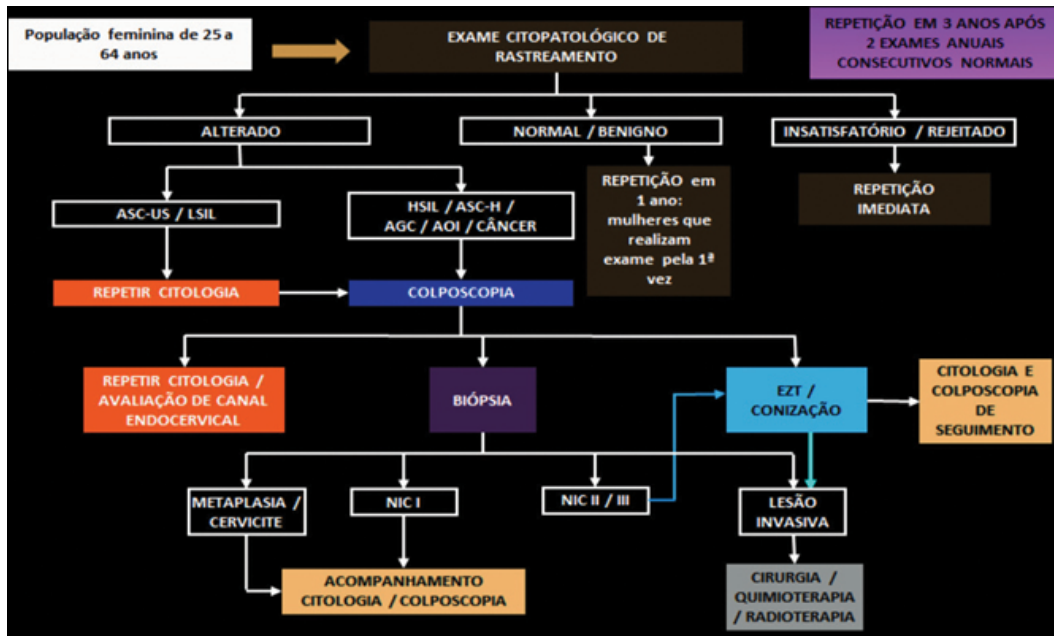 População feminina de 25 a
64 anos
EXAME CITOPATOLÓGICO DE
RASTREAMENTO
REPETIÇÃO EM 3 ANOS APÓS
2 EXAMES ANUAIS
CONSECUTIVOS NORMAIS
ALTERADO
NORMAL / BENIGNO
INSATISFATÓRIO / REJEITADO
ASC-US / LSIL
HSIL / ASC-H /
AGC / AOI / CÂNCER
REPETIÇÃO em
1 ano:
mulheres que
realizam
exame pela 1ª
vez
REPETIÇÃO
IMEDIATA
REPETIR CITOLOGIA
COLPOSCOPIA
REPETIR CITOLOGIA /
AVALIAÇÃO DE CANAL
ENDOCERVICAL
BIÓPSIA
EZT /
CONIZAÇÃO
CITOLOGIA E
COLPOSCOPIA
DE
SEGUIMENTO
METAPLASIA /
CERVICITE
NIC I
NIC II / III
LESÃO
INVASIVA
ACOMPANHAMENTO
CITOLOGIA / COLPOSCOPIA
CIRURGIA /
QUIMIOTERAPIA
/ RADIOTERAPIA